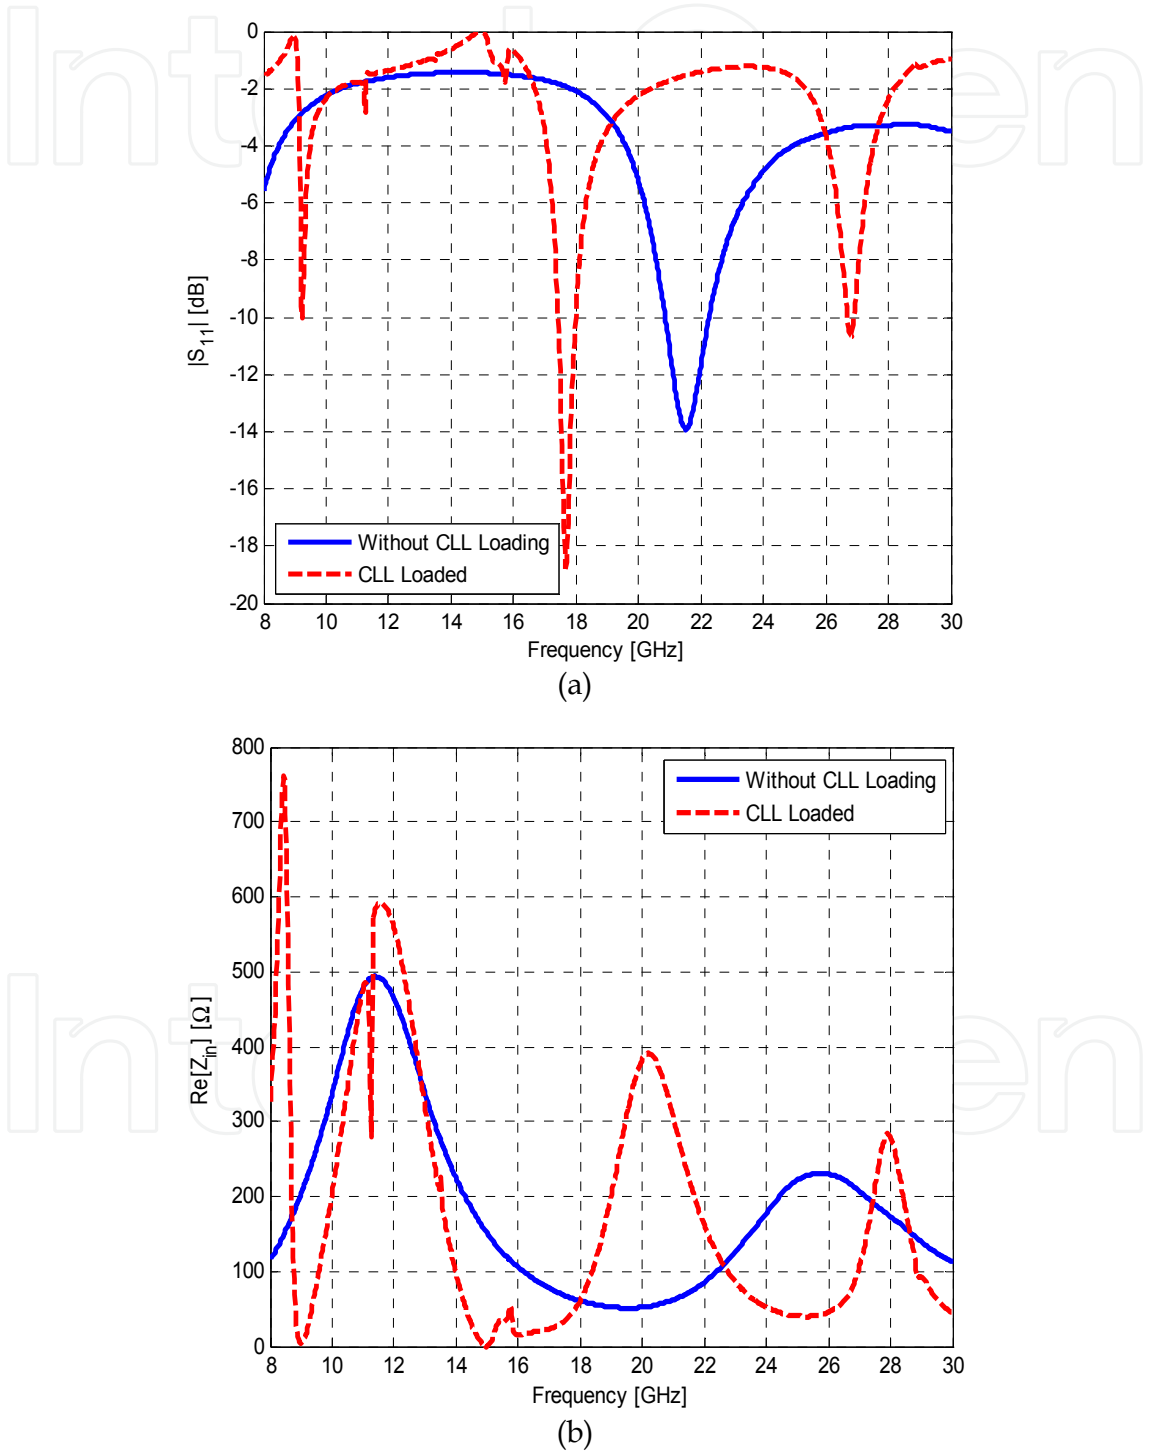 IntechOpen
0
-2
-4
-6
-8
-10
-12
-14
-16
-18
-20
|S11| [dB]
Without CLL Loading
CLL Loaded
8 10 12 14 16 18 20 22 24 26 28 30
Frequency [GHz]
(a)
800
700
600
500
400
300
200
100
0
Re[Zin] [Ω]
Without CLL Loading
CLL Loaded
8 10 12 14 16 18 20 22 24 26 28 30
Frequency [GHz]
(b)